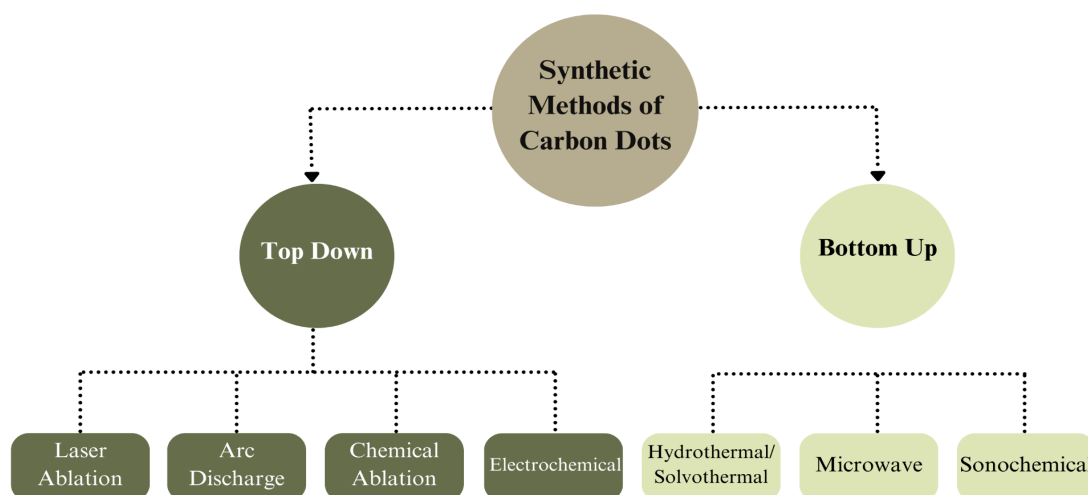 Synthetic
Methods of
Carbon Dots
Top Down
Bottom Up
Laser
Ablation
Arc
Discharge
Chemical
Ablation
Electrochemical
Hydrothermal/
Solvothermal
Microwave
Sonochemical